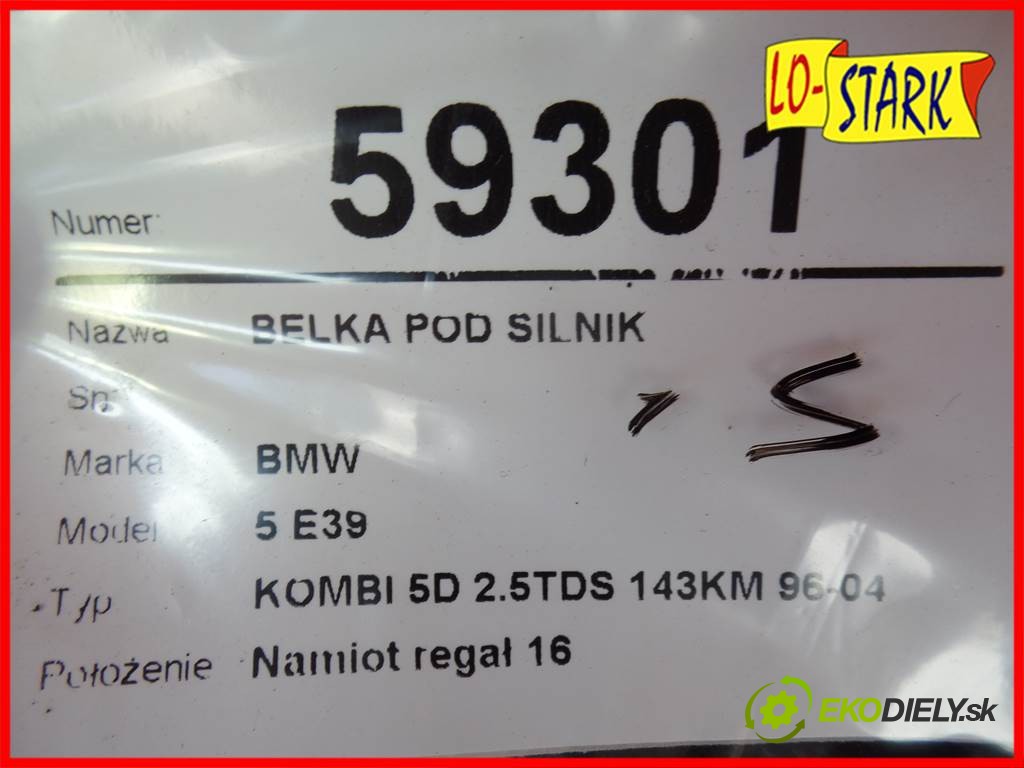 LO-STARK
Numer: 59301
Nazwa BELKA POD SILNIK
Marka BMW
Model 5 E39
Typ KOMBI 5D 2.5TDS 143KM 96-04
Położenie Namiot regał 16
EKODIELY.sk